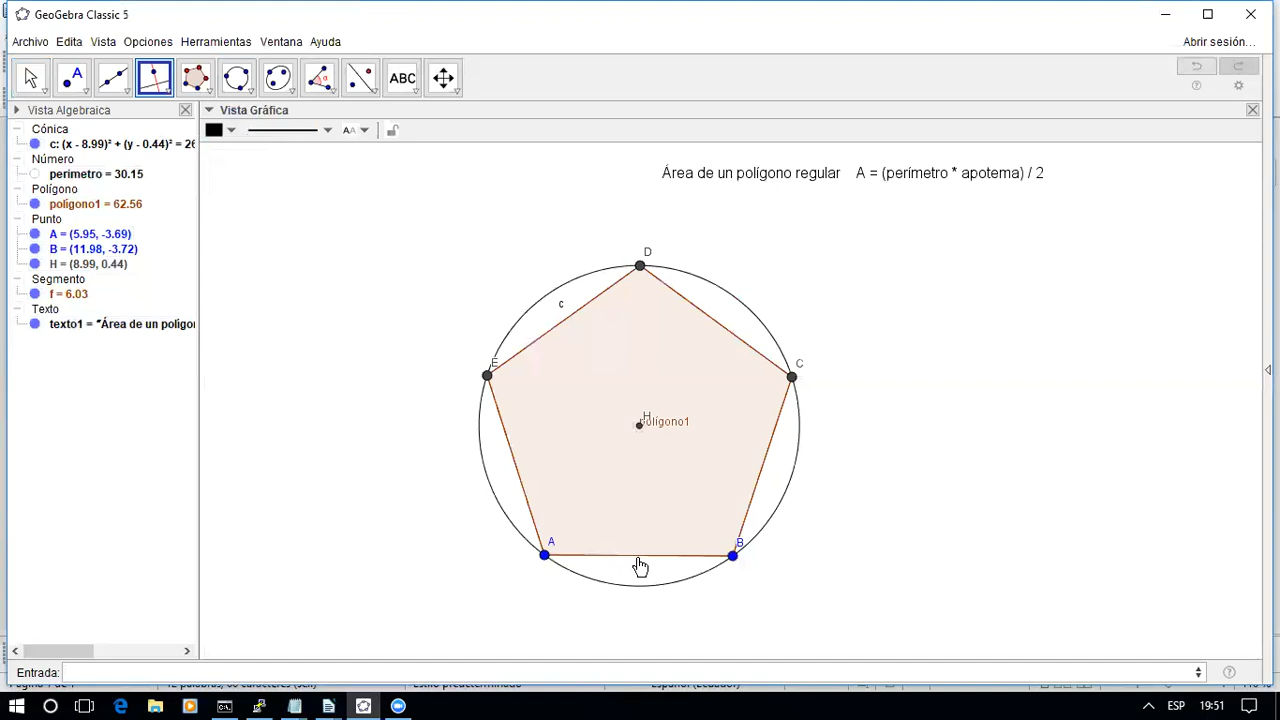 GeoGebra Classic 5
Archivo Edita Vista Opciones Herramientas Ventana Ayuda
Abrir sesión...
A
α
ABC
Vista Algebraica
Vista Gráfica
AA
Cónica
c: (x - 8.99)² + (y - 0.44)² = 26
Número
perimetro = 30.15
Polígono
polígono1 = 62.56
Punto
A = (5.95, -3.69)
B = (11.98, -3.72)
H = (8.99, 0.44)
Segmento
f = 6.03
Texto
texto1 = "Área de un polígon
Área de un polígono regular A = (perímetro * apotema) / 2
D
c
E
C
H
polígono1
A
B
Entrada:
ESP
19:51